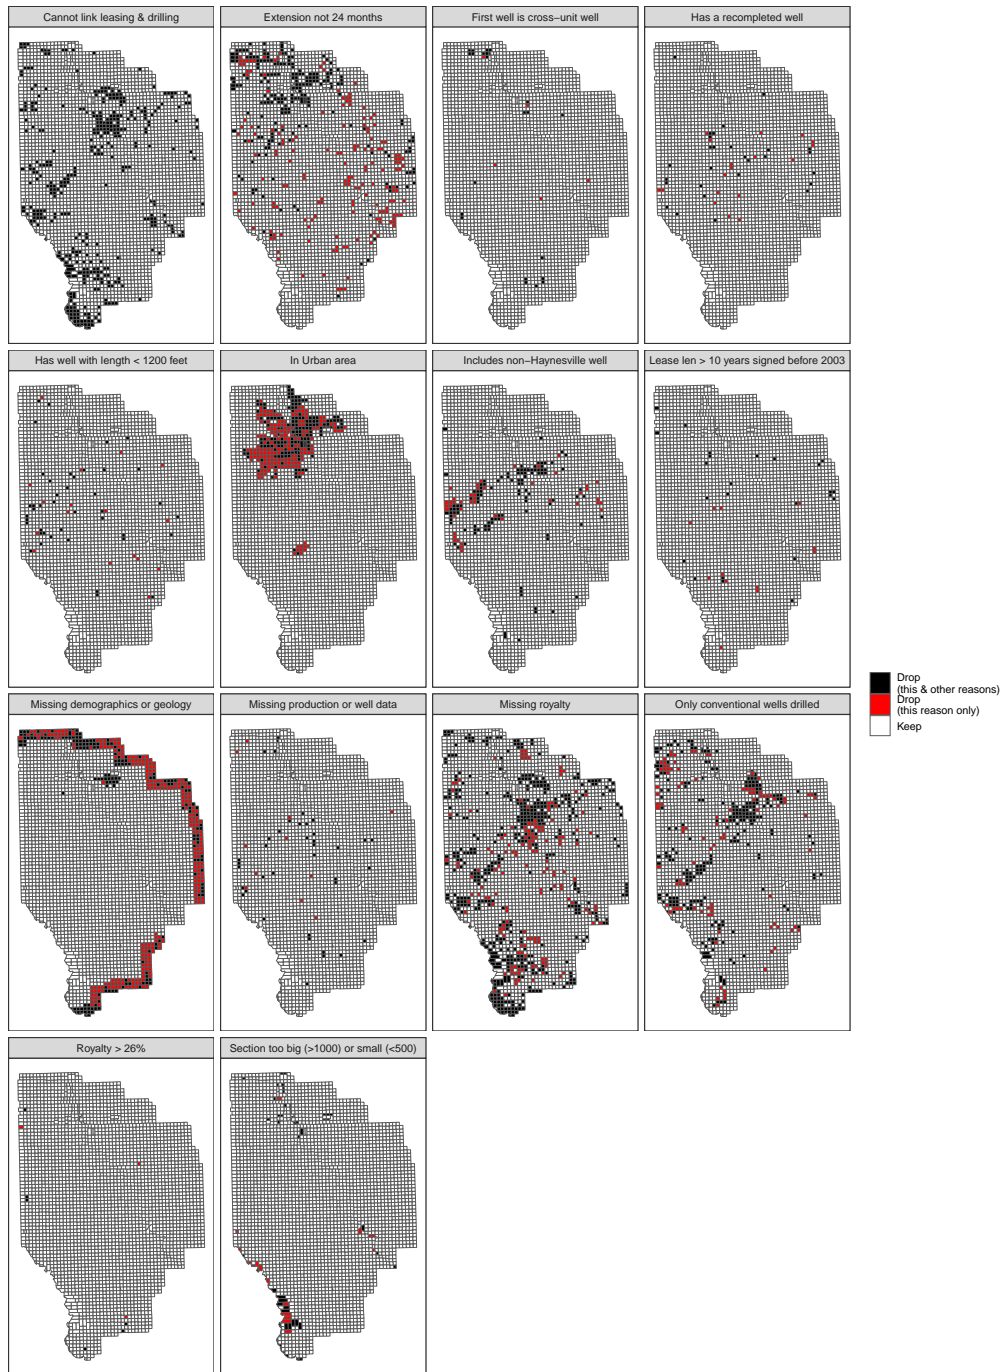 Cannot link leasing & drilling
Extension not 24 months
First well is cross−unit well
Has a recompleted well
Has well with length < 1200 feet
In Urban area
Includes non−Haynesville well
Lease len > 10 years signed before 2003
Drop
(this & other reasons)
Drop
(this reason only)
Keep
Missing demographics or geology
Missing production or well data
Missing royalty
Only conventional wells drilled
Royalty > 26%
Section too big (>1000) or small (<500)